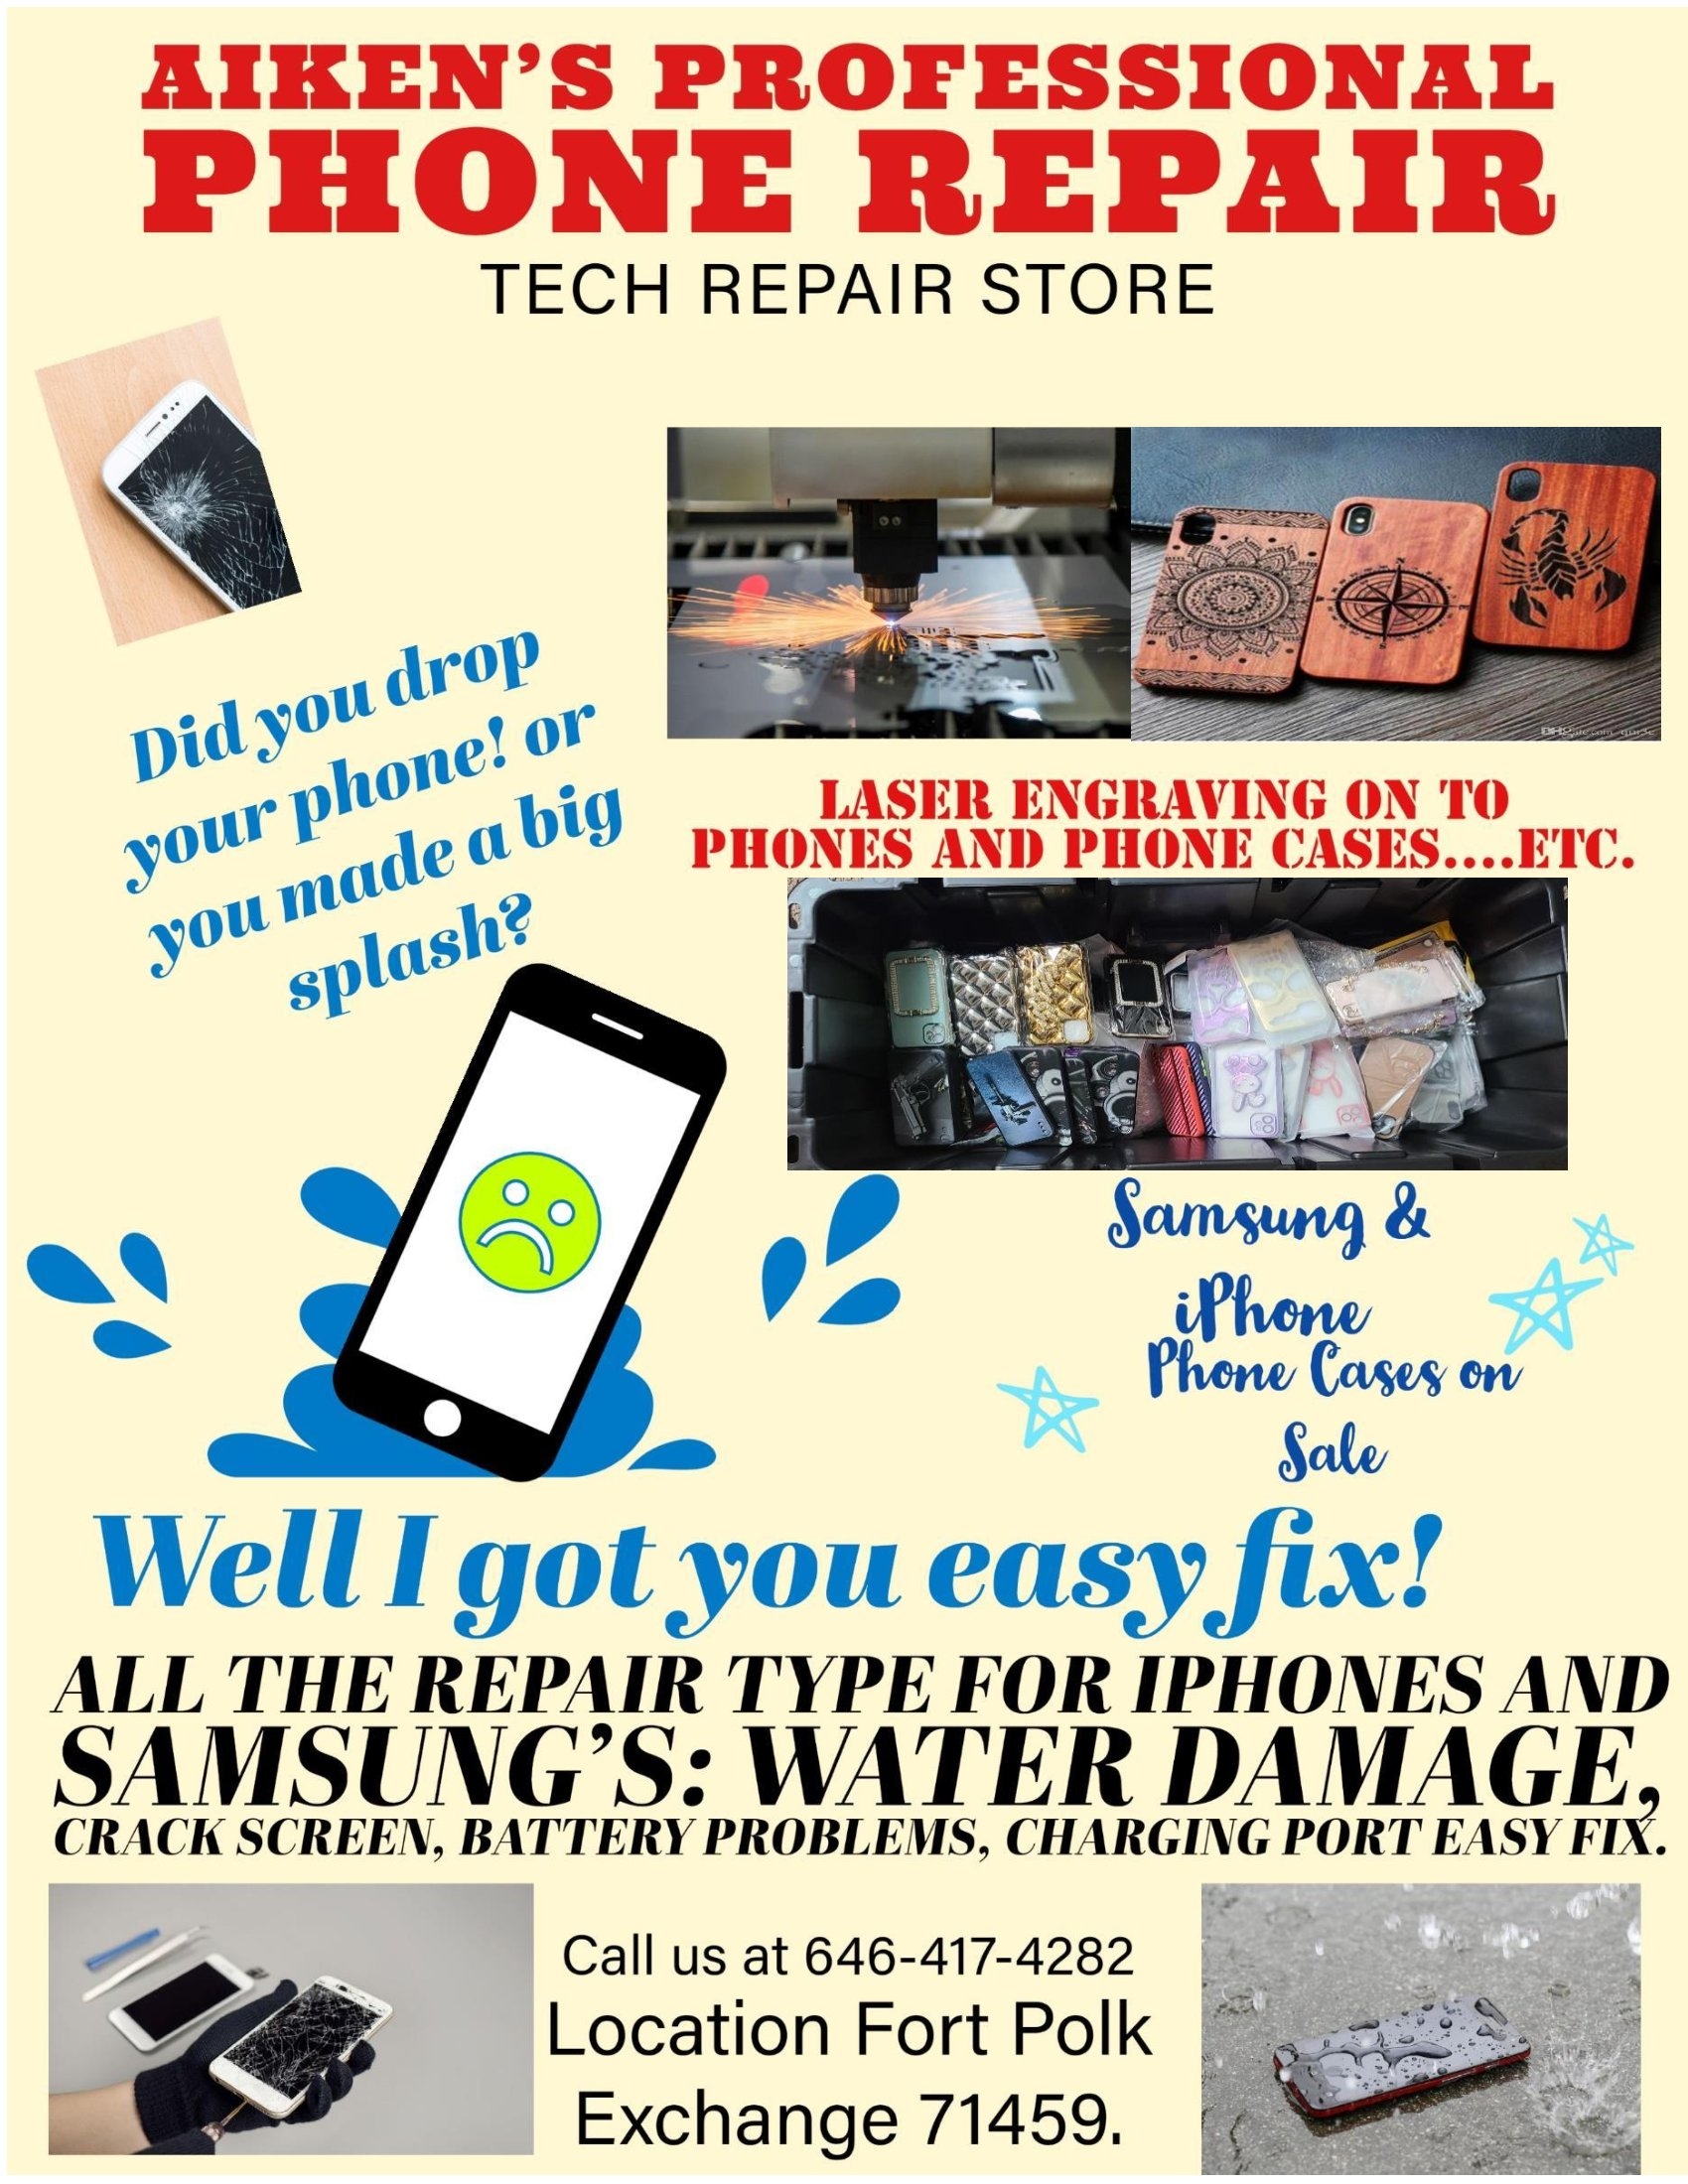 AIKEN'S PROFESSIONAL
PHONE REPAIR
TECH REPAIR STORE
Did you drop
your phone! or
you made a big
splash?
LASER ENGRAVING ON TO
PHONES AND PHONE CASES....ETC.
Samsung &
iPhone
Phone Cases on
Sale
Well I got you easy fix!
ALL THE REPAIR TYPE FOR IPHONES AND
SAMSUNG'S: WATER DAMAGE,
CRACK SCREEN, BATTERY PROBLEMS, CHARGING PORT EASY FIX.
Call us at 646-417-4282
Location Fort Polk
Exchange 71459.